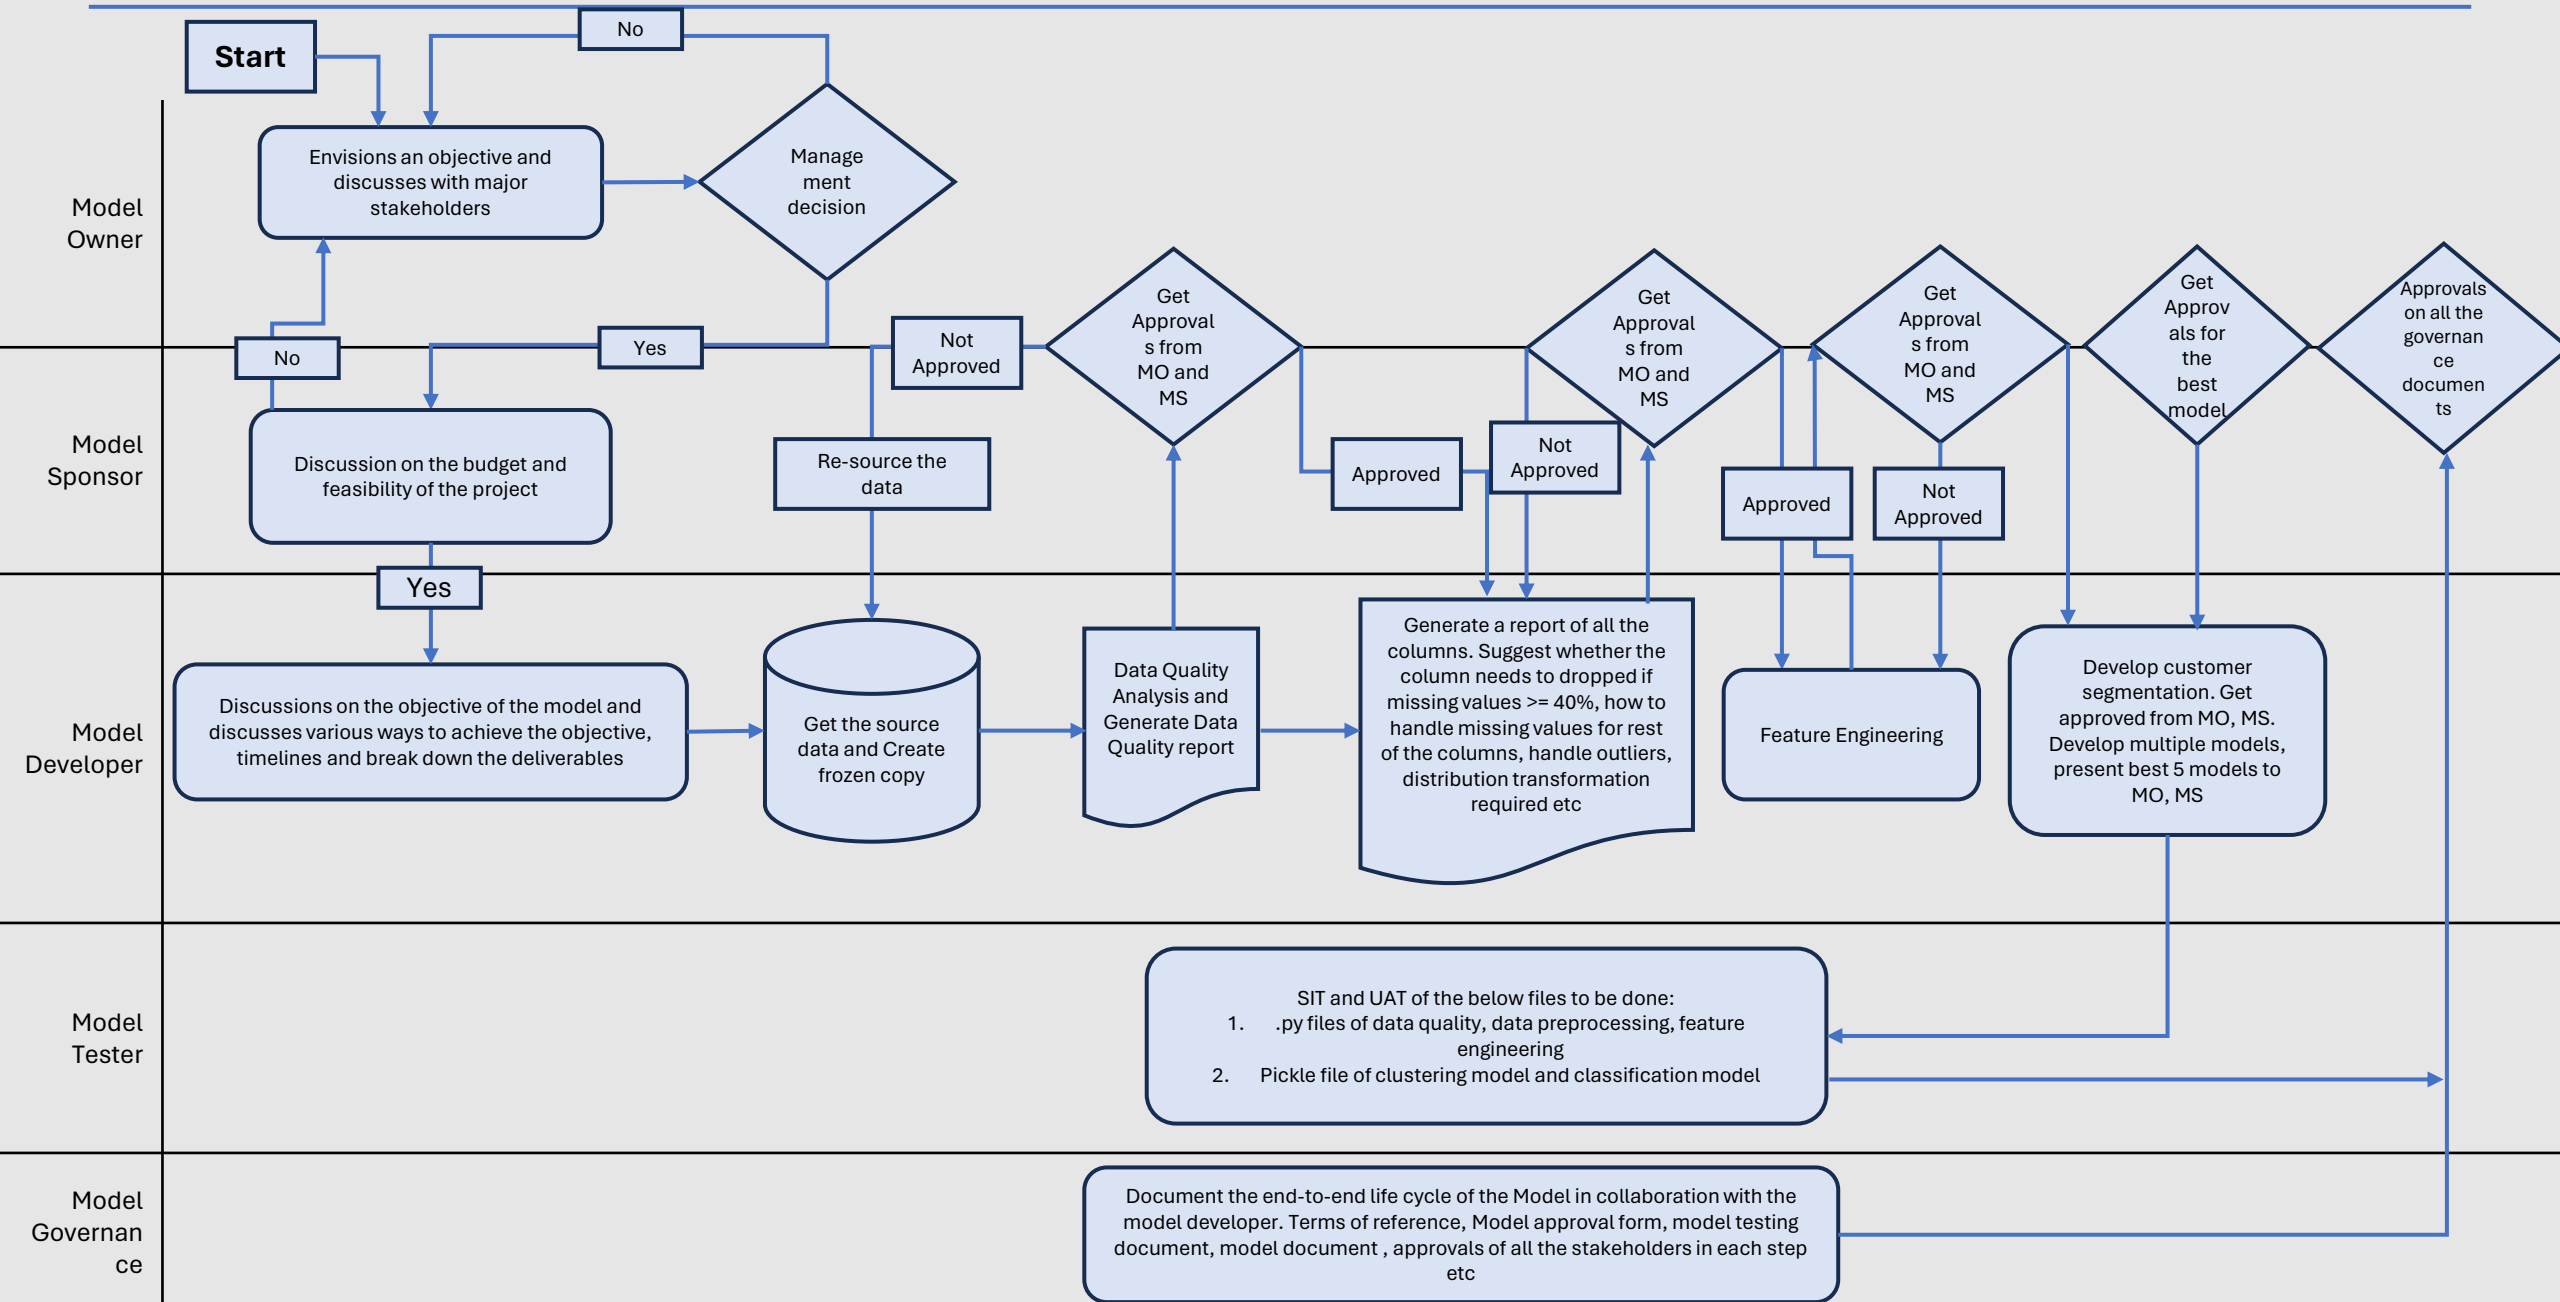 Start
No
Envisions an objective and
discusses with major
stakeholders
Manage
ment
decision
Model
Owner
No
Yes
Not
Approved
Get
Approval
s from
MO and
MS
Get
Approval
s from
MO and
MS
Get
Approval
s from
MO and
MS
Get
Approv
als for
the
best
model
Approvals
on all the
governan
ce
documen
ts
Model
Sponsor
Discussion on the budget and
feasibility of the project
Re-source the
data
Approved
Not
Approved
Approved
Not
Approved
Yes
Model
Developer
Discussions on the objective of the model and
discusses various ways to achieve the objective,
timelines and break down the deliverables
Get the source
data and Create
frozen copy
Data Quality
Analysis and
Generate Data
Quality report
Generate a report of all the
columns. Suggest whether the
column needs to dropped if
missing values >= 40%, how to
handle missing values for rest
of the columns, handle outliers,
distribution transformation
required etc
Feature Engineering
Develop customer
segmentation. Get
approved from MO, MS.
Develop multiple models,
present best 5 models to
MO, MS
Model
Tester
SIT and UAT of the below files to be done:
1. .py files of data quality, data preprocessing, feature
engineering
2. Pickle file of clustering model and classification model
Model
Governan
ce
Document the end-to-end life cycle of the Model in collaboration with the
model developer. Terms of reference, Model approval form, model testing
document, model document , approvals of all the stakeholders in each step
etc